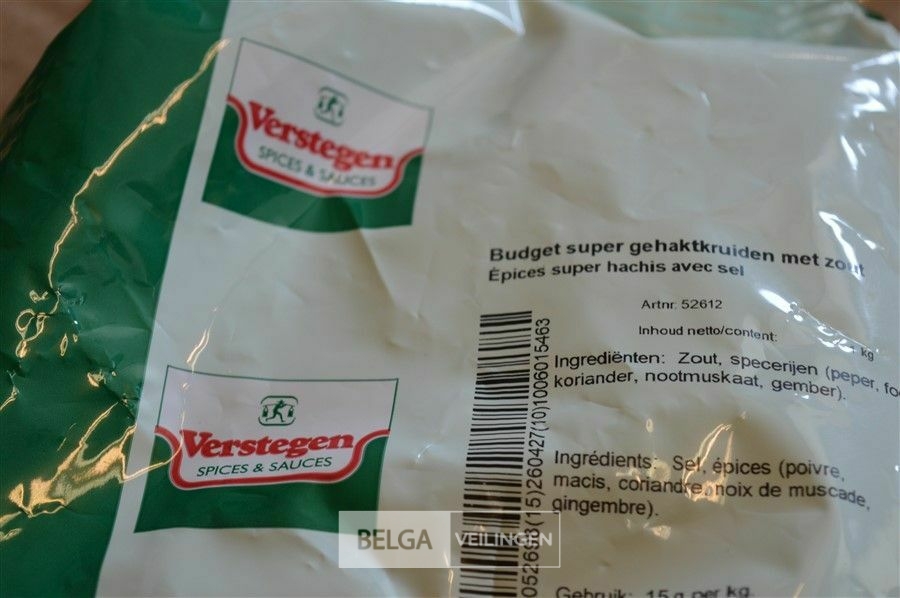 Verstegen
SPICES & SAUCES
Budget super gehaktkruiden met zout
Épices super hachis avec sel
Artnr. 52612
Inhoud netto/content:
kg
Ingrediënten: Zout, specerijen (peper, fo
koriander, nootmuskaat, gember).
(15)260427(10)1006015463
Verstegen
SPICES & SAUCES
Ingrédients: Sel, épices (poivre,
macis, coriandre, noix de muscade,
gingembre).
BELGA VEILINGEN
Gebruik: 15 g per kg.